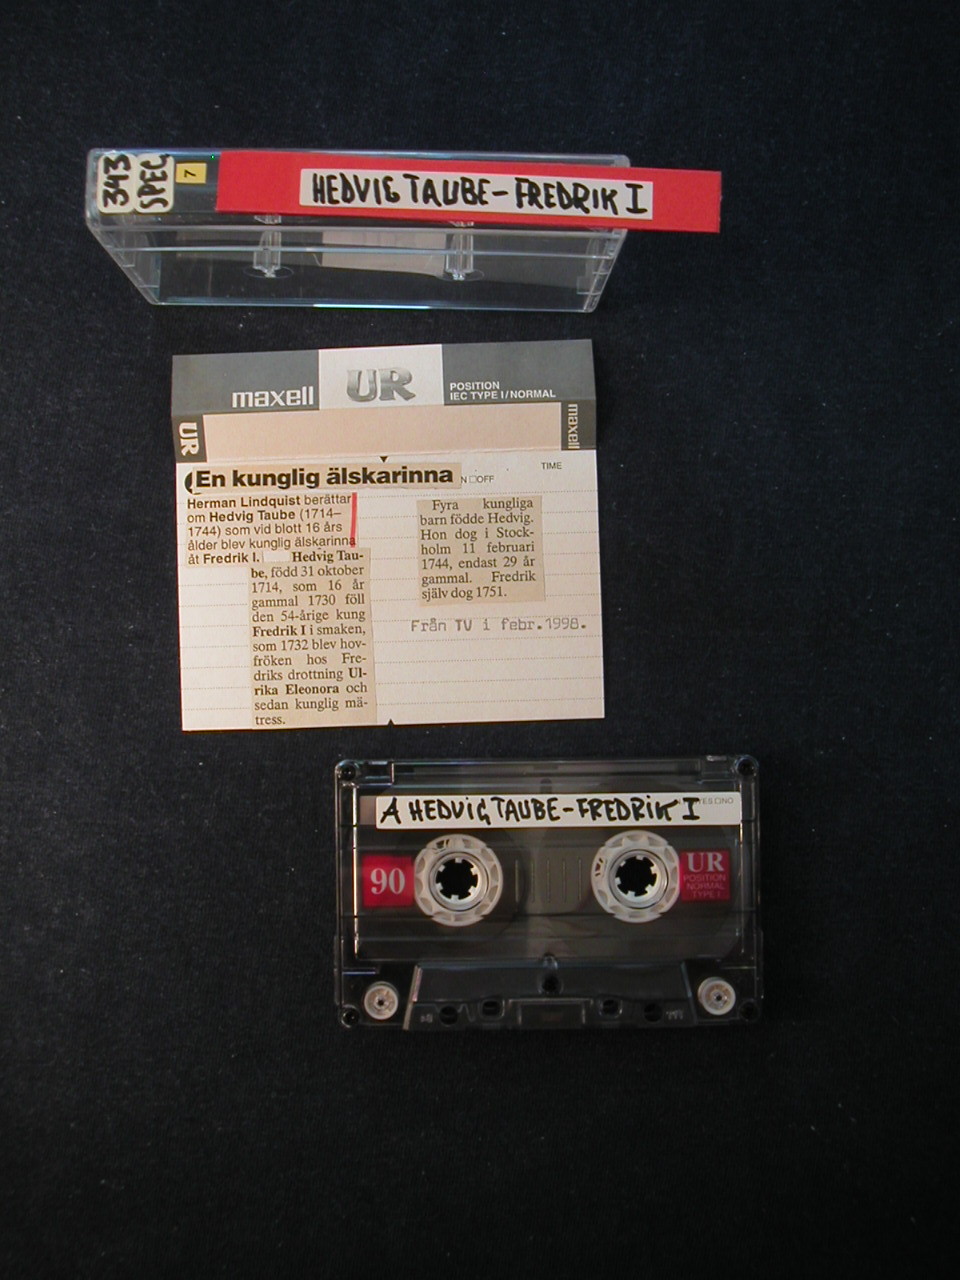 343
SPEC
7
HEDVIG TAUBE – FREDRIK I
maxell
UR
POSITION
IEC TYPE I/NORMAL
UR
maxell
En kunglig älskarinna
TIME
N □OFF
Herman Lindquist berättar
om Hedvig Taube (1714–
1744) som vid blott 16 års
ålder blev kunglig älskarinna
åt Fredrik I.
Hedvig Tau-
be, född 31 oktober
1714, som 16 år
gammal 1730 föll
den 54-årige kung
Fredrik I i smaken,
som 1732 blev hov-
fröken hos Fre-
driks drottning Ul-
rika Eleonora och
sedan kunglig mä-
tress.
Fyra kungliga
barn födde Hedvig.
Hon dog i Stock-
holm 11 februari
1744, endast 29 år
gammal. Fredrik
själv dog 1751.
Från TV i febr.1998.
A HEDVIG TAUBE – FREDRIK I
YES □NO
90
UR
POSITION
NORMAL
TYPE I